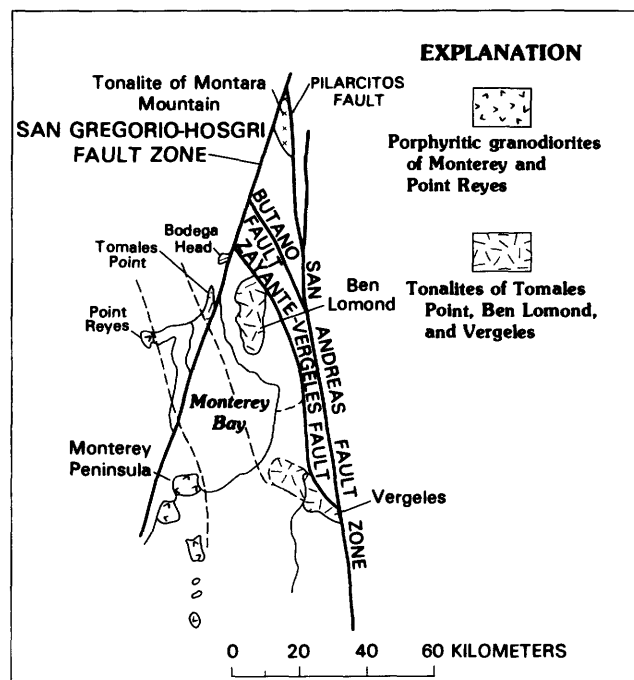 EXPLANATION
Tonalite of Montara
Mountain
PILARCITOS
FAULT
SAN GREGORIO-HOSGRI
FAULT ZONE
Porphyritic granodiorites
of Monterey and
Point Reyes
Bodega
Head
Tomales
Point
BUTANO
FAULT
ZAYANTE-VERGELES FAULT
SAN ANDREAS FAULT ZONE
Ben
Lomond
Tonalites of Tomales
Point, Ben Lomond,
and Vergeles
Point
Reyes
Monterey
Bay
Monterey
Peninsula
Vergeles
0 20 40 60 KILOMETERS